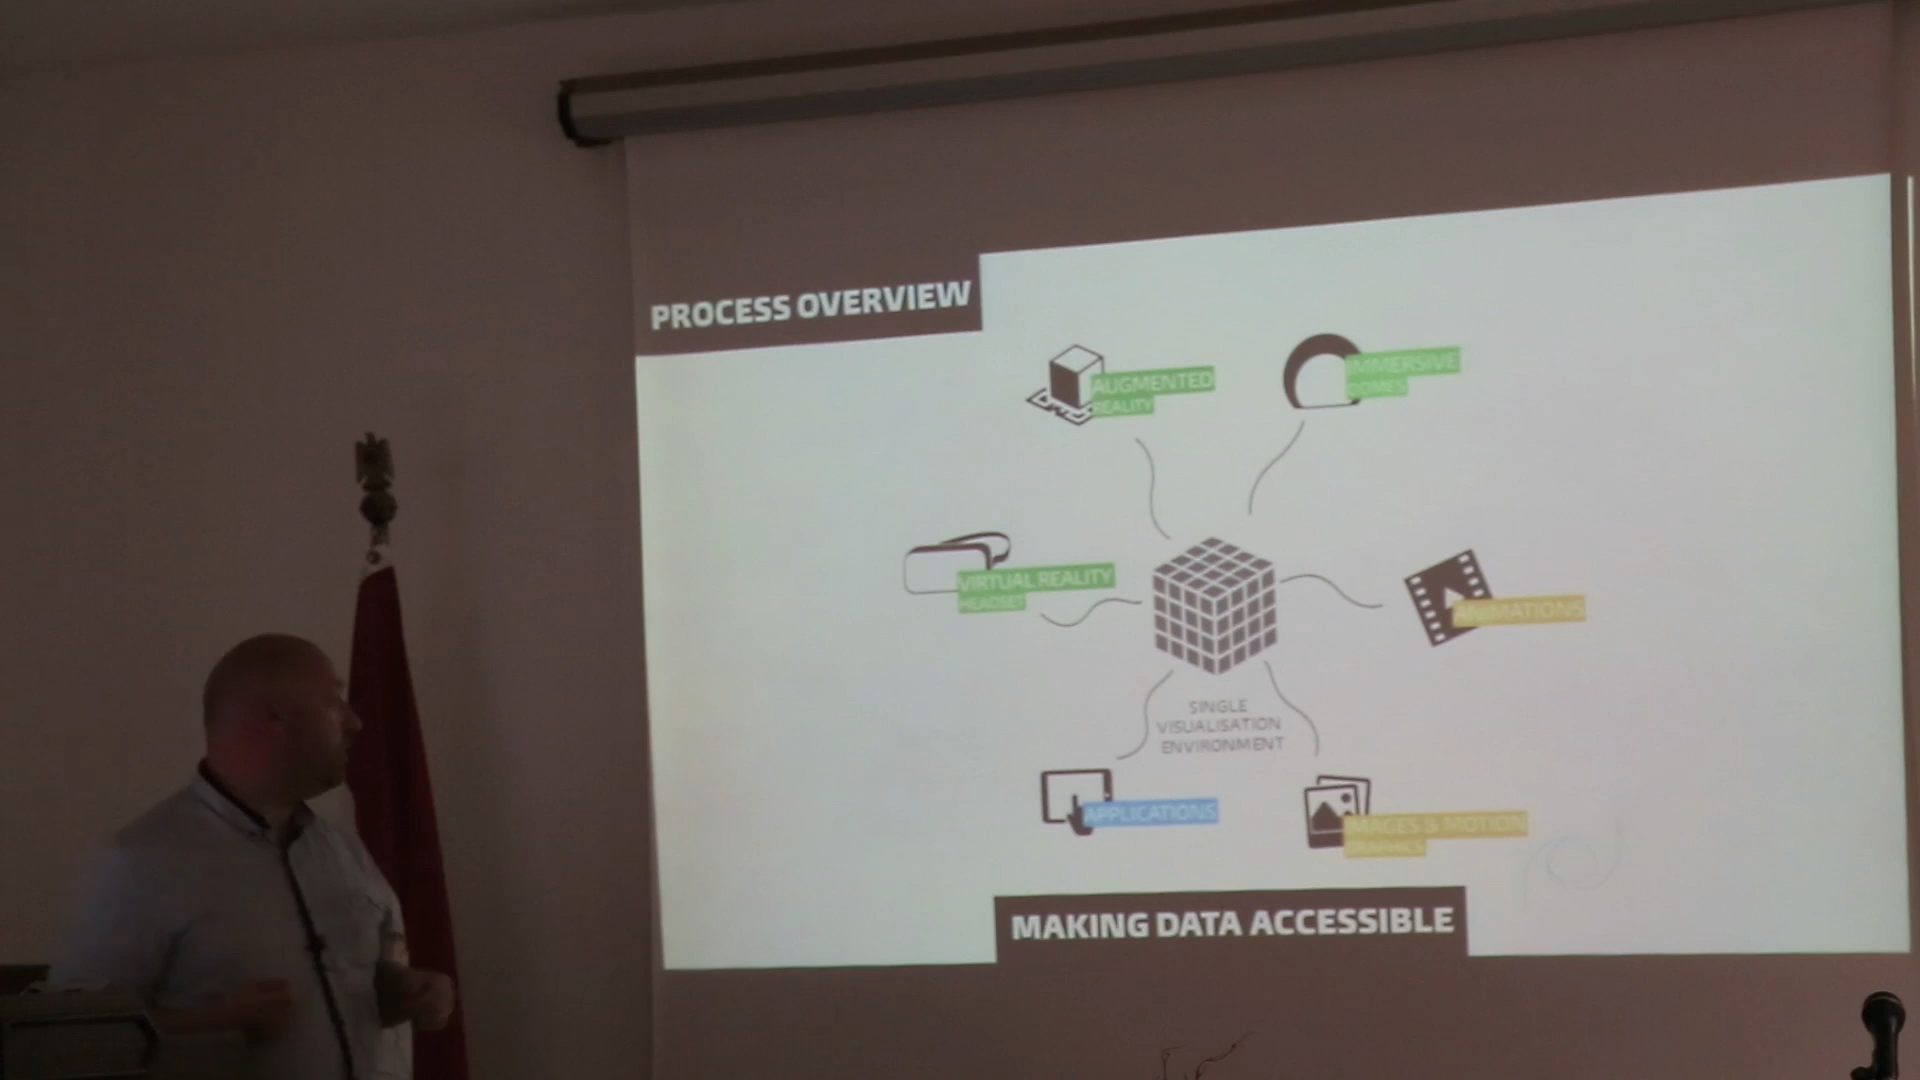 PROCESS OVERVIEW
AUGMENTED
REALITY
IMMERSIVE
DOMES
VIRTUAL REALITY
HEADSET
ANIMATIONS
SINGLE
VISUALISATION
ENVIRONMENT
APPLICATIONS
IMAGES & MOTION
GRAPHICS
MAKING DATA ACCESSIBLE